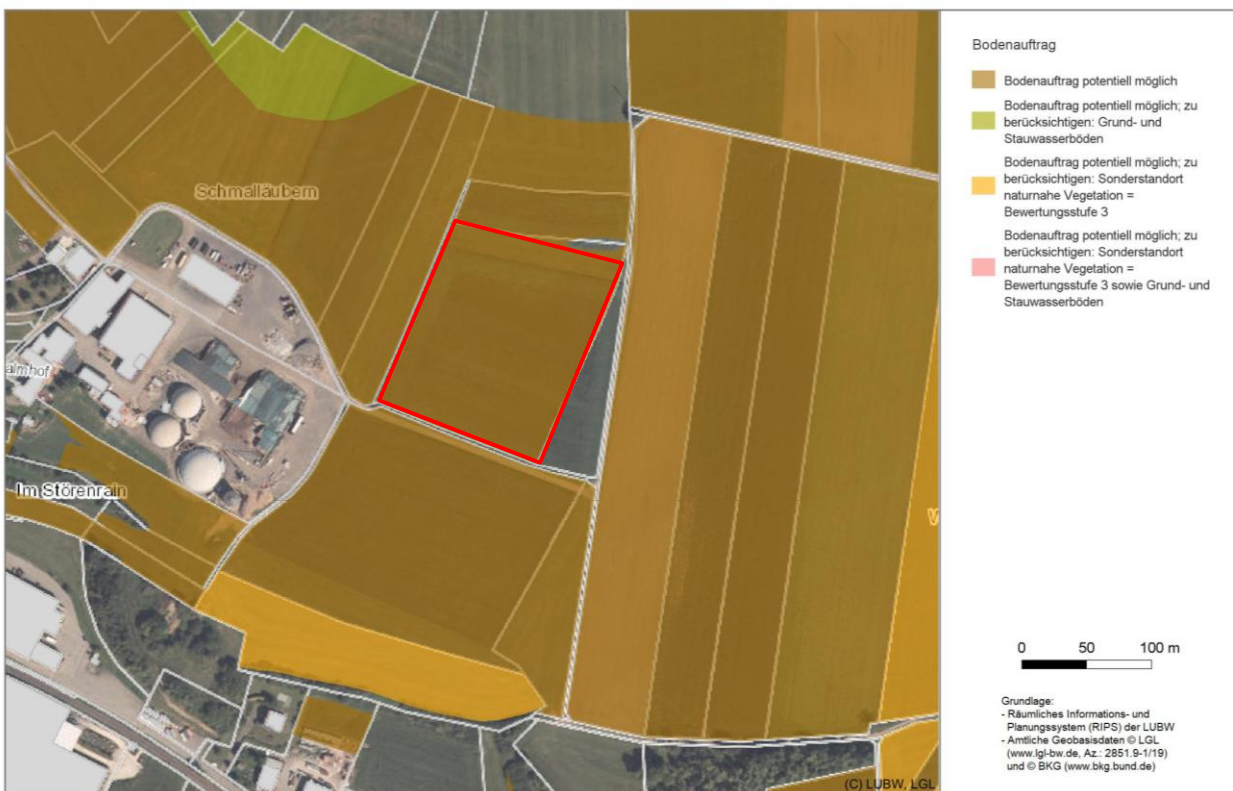 Schmalläubern
Im Störenrain
(C) LUBW, LGL
Bodenauftrag
Bodenauftrag potentiell möglich
Bodenauftrag potentiell möglich; zu
berücksichtigen: Grund- und
Stauwasserböden
Bodenauftrag potentiell möglich; zu
berücksichtigen: Sonderstandort
naturnahe Vegetation =
Bewertungsstufe 3
Bodenauftrag potentiell möglich; zu
berücksichtigen: Sonderstandort
naturnahe Vegetation =
Bewertungsstufe 3 sowie Grund- und
Stauwasserböden
0 50 100 m
Grundlage:
- Räumliches Informations- und
Planungssystem (RIPS) der LUBW
- Amtliche Geobasisdaten © LGL
(www.lgl-bw.de, Az.: 2851.9-1/19)
und © BKG (www.bkg.bund.de)